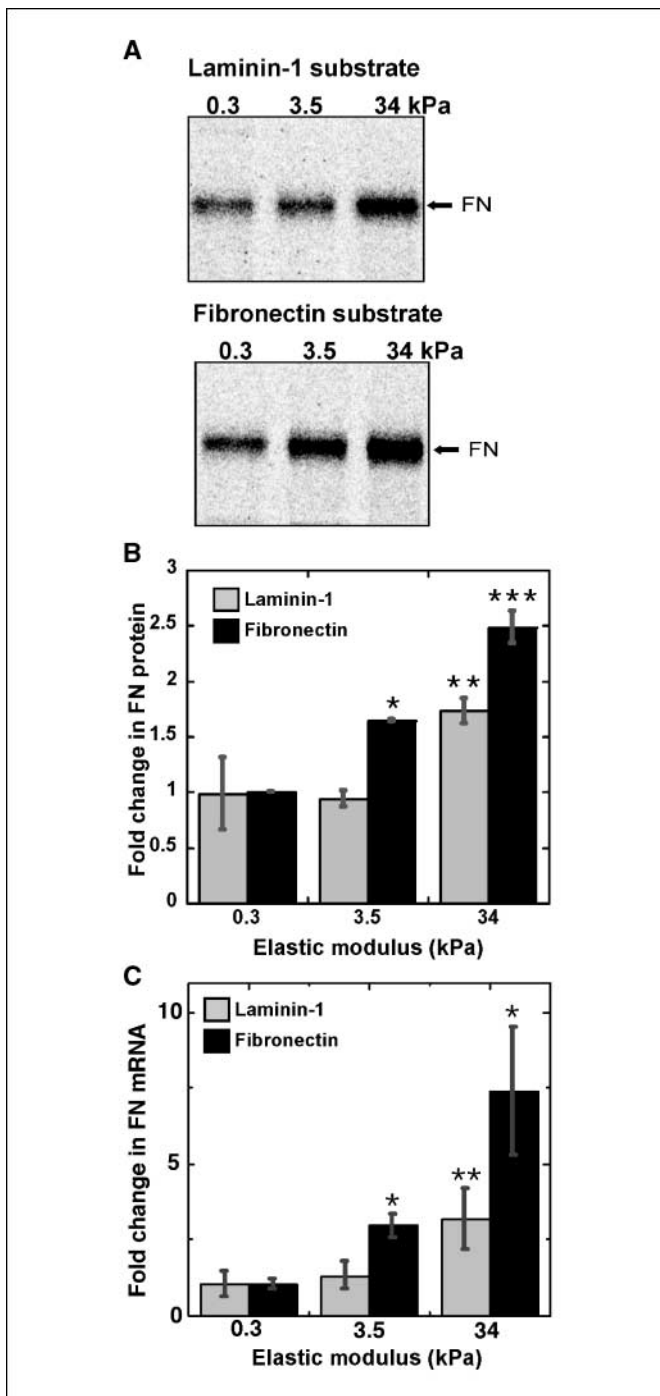 A
Laminin-1 substrate
0.3 3.5 34 kPa
FN
Fibronectin substrate
0.3 3.5 34 kPa
FN
B
Fold change in FN protein
3
2.5
2
1.5
1
0.5
0
Laminin-1
Fibronectin
*
**
***
0.3 3.5 34
Elastic modulus (kPa)
C
Fold change in FN mRNA
10
5
0
Laminin-1
Fibronectin
*
**
*
0.3 3.5 34
Elastic modulus (kPa)